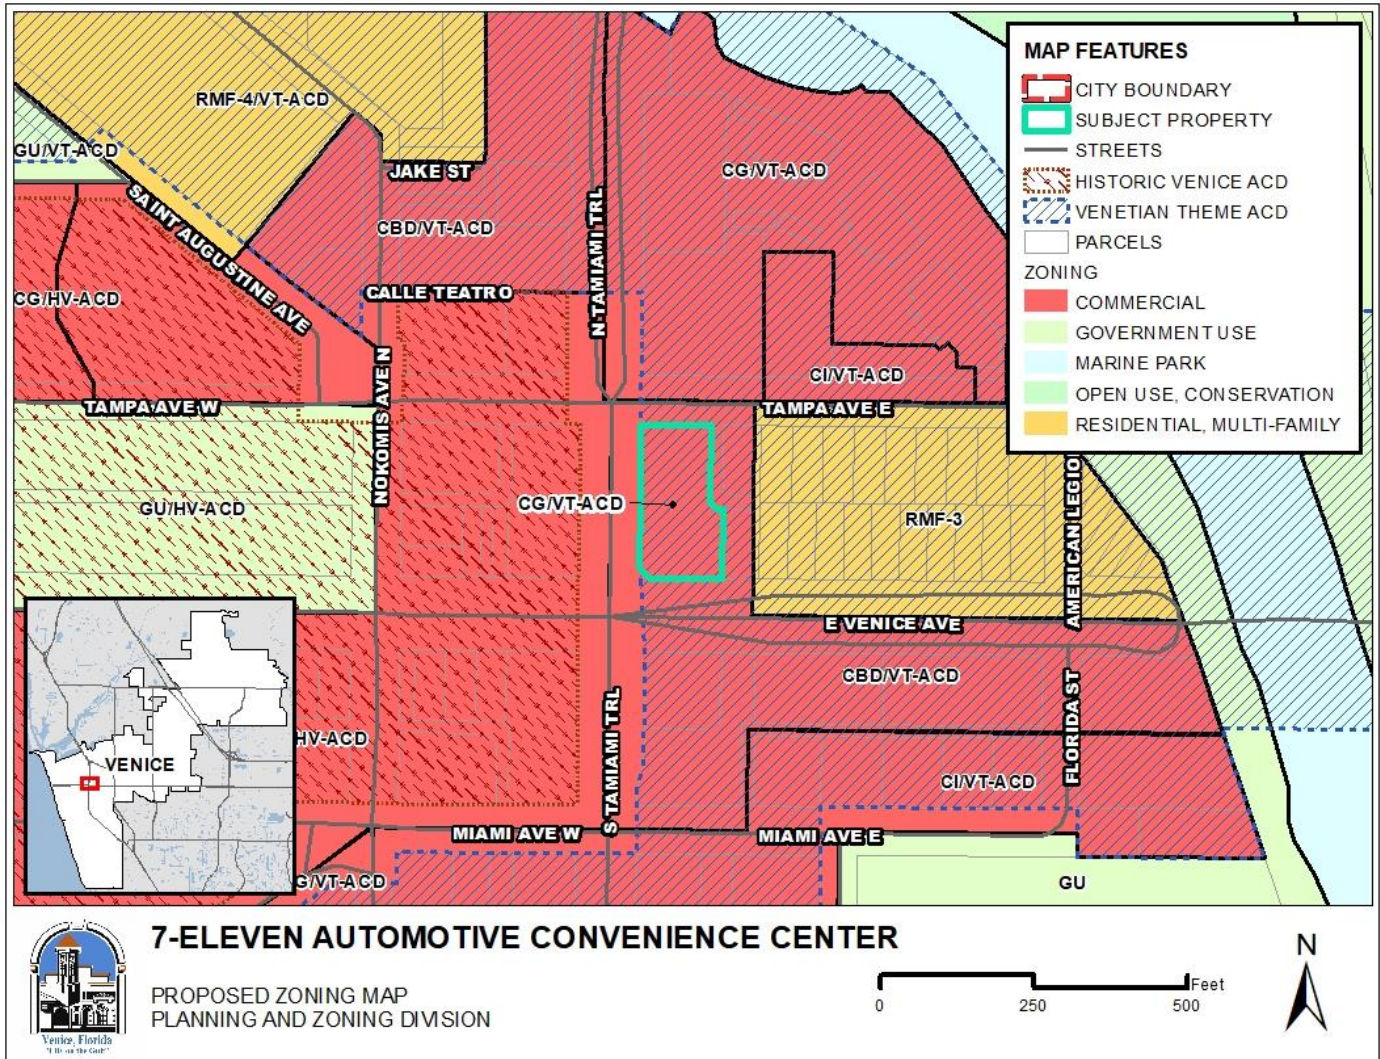 MAP FEATURES
CITY BOUNDARY
SUBJECT PROPERTY
STREETS
HISTORIC VENICE ACD
VENETIAN THEME ACD
PARCELS
ZONING
COMMERCIAL
GOVERNMENT USE
MARINE PARK
OPEN USE, CONSERVATION
RESIDENTIAL, MULTI-FAMILY
RMF-4/VT-ACD
GU/VT-ACD
JAKE ST
CG/VT-ACD
SAINT AUGUSTINE AVE
CBD/VT-ACD
N TAMIAMI TRL
CG/HV-ACD
CALLE TEATRO
NOKOMIS AVE N
CI/VT-ACD
TAMPA AVE W
TAMPA AVE E
GU/HV-ACD
CG/VT-ACD
RMF-3
AMERICAN LEGIO
E VENICE AVE
CBD/VT-ACD
HV-ACD
S TAMIAMI TRL
FLORIDA ST
CI/VT-ACD
MIAMI AVE W
MIAMI AVE E
G/VT-ACD
GU
VENICE
7-ELEVEN AUTOMOTIVE CONVENIENCE CENTER
PROPOSED ZONING MAP
PLANNING AND ZONING DIVISION
Venice, Florida
0 250 500 Feet
N